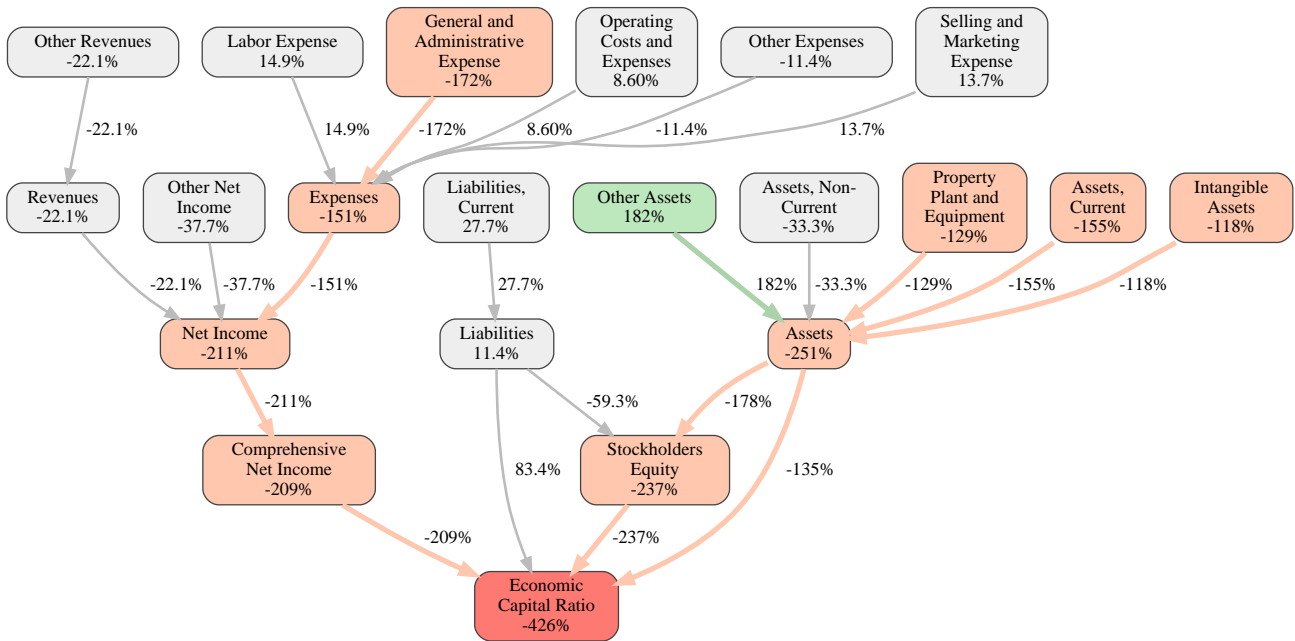 Other Revenues
-22.1%
Labor Expense
14.9%
General and
Administrative
Expense
-172%
Operating
Costs and
Expenses
8.60%
Other Expenses
-11.4%
Selling and
Marketing
Expense
13.7%
-22.1%
14.9%
-172%
8.60%
-11.4%
13.7%
Revenues
-22.1%
Other Net
Income
-37.7%
Expenses
-151%
Liabilities,
Current
27.7%
Other Assets
182%
Assets, Non-
Current
-33.3%
Property
Plant and
Equipment
-129%
Assets,
Current
-155%
Intangible
Assets
-118%
-22.1%
-37.7%
-151%
27.7%
182%
-33.3%
-129%
-155%
-118%
Net Income
-211%
Liabilities
11.4%
Assets
-251%
-211%
-59.3%
-178%
Comprehensive
Net Income
-209%
83.4%
Stockholders
Equity
-237%
-135%
-209%
-237%
Economic
Capital Ratio
-426%